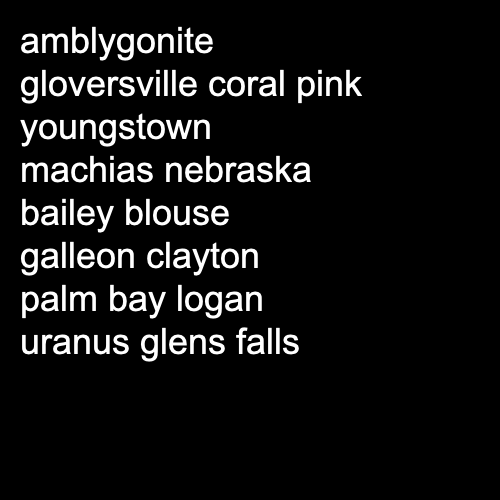 amblygonite
gloversville coral pink
youngstown
machias nebraska
bailey blouse
galleon clayton
palm bay logan
uranus glens falls